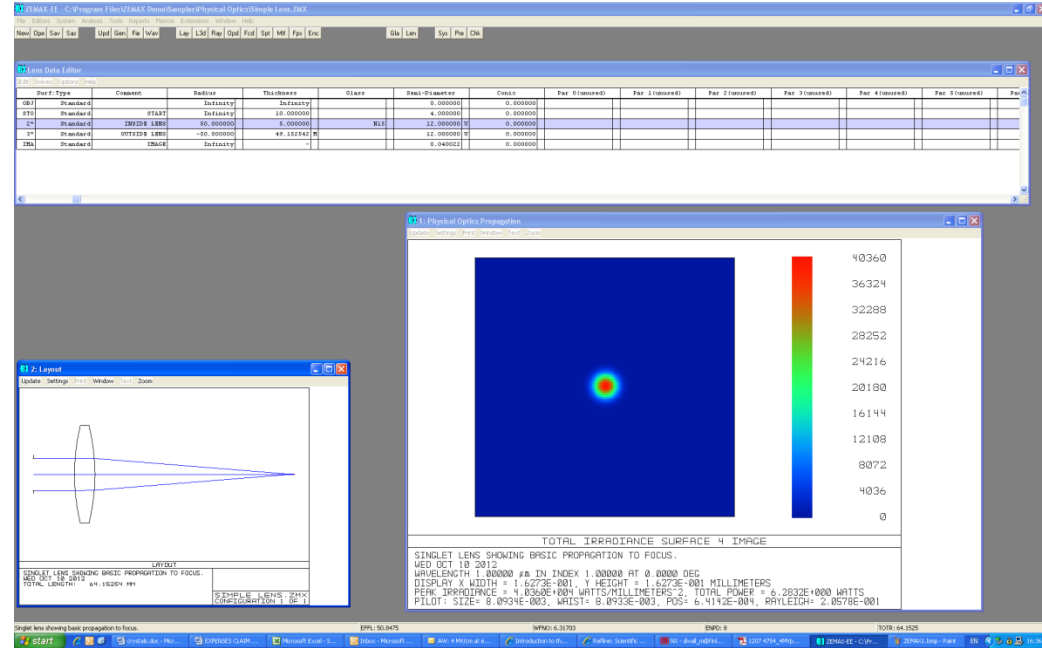 ZEMAX-EE - C:\Program Files\ZEMAX Demo\Samples\Physical Optics\Simple Lens.ZMX
File Editors System Analysis Tools Reports Macros Extensions Window Help
New Ope Sav Sas Upd Gen Fie Wav Lay L3d Ray Opd Fcd Spt Mtf Fps Enc Gla Len Sys Pre Chk
Lens Data Editor
Edit Solves Options Help
Surf:Type Comment Radius Thickness Glass Semi-Diameter Conic Par 0(unused) Par 1(unused) Par 2(unused) Par 3(unused) Par 4(unused) Par 5(unused)
OBJ Standard Infinity Infinity 0.000000 0.000000
STO Standard START Infinity 10.000000 4.000000 0.000000
2* Standard INSIDE LENS 50.000000 5.000000 N15 12.000000 U 0.000000
3* Standard OUTSIDE LENS -50.000000 49.152542 M 12.000000 U 0.000000
IMA Standard IMAGE Infinity - 0.040022 0.000000
1: Physical Optics Propagation
Update Settings Print Window Text Zoom
40360
36324
32288
28252
24216
20180
16144
12108
8072
4036
0
TOTAL IRRADIANCE SURFACE 4 IMAGE
SINGLET LENS SHOWING BASIC PROPAGATION TO FOCUS.
WED OCT 10 2012
WAVELENGTH 1.00000 µm IN INDEX 1.00000 AT 0.0000 DEG
DISPLAY X WIDTH = 1.6273E-001, Y HEIGHT = 1.6273E-001 MILLIMETERS
PEAK IRRADIANCE = 4.0360E+004 WATTS/MILLIMETERS^2, TOTAL POWER = 6.2832E+000 WATTS
PILOT: SIZE= 8.0934E-003, WAIST= 8.0933E-003, POS= 6.4142E-004, RAYLEIGH= 2.0578E-001
2: Layout
Update Settings Print Window Text Zoom
LAYOUT
SINGLET LENS SHOWING BASIC PROPAGATION TO FOCUS.
WED OCT 10 2012
TOTAL LENGTH: 64.15254 MM
SIMPLE LENS.ZMX
CONFIGURATION 1 OF 1
Singlet lens showing basic propagation to focus. EFFL: 50.8475 WFNO: 6.31703 ENPD: 8 TOTR: 64.1525
start crystals.doc - Micr... EXPENSES CLAIM ... Microsoft Excel - S... Inbox - Microsoft ... AW: 4 MV/cm at 6... Introduction to th... Refine: Scientific ... 1207 4754_4MVp... ZEMAX-EE - C:\Pr... ZEMAX1.bmp - Paint EN 16:36